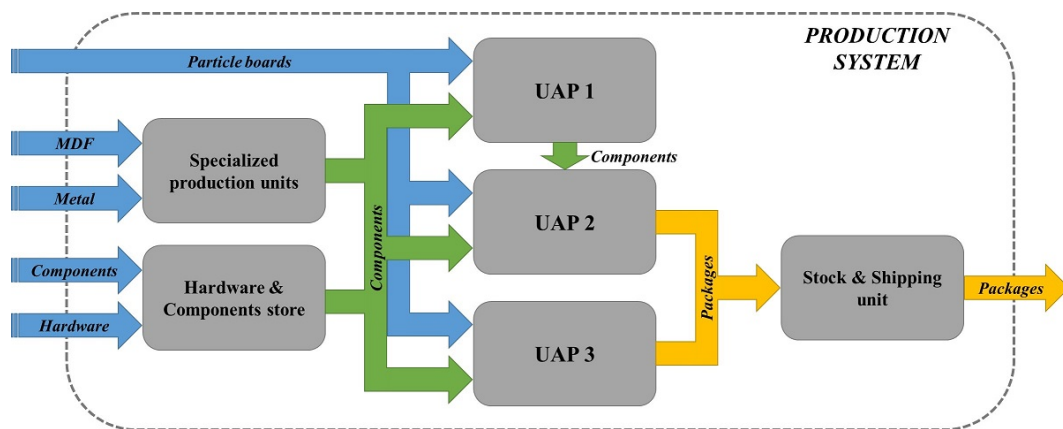 PRODUCTION
SYSTEM
Particle boards
UAP 1
MDF
Specialized
production units
Metal
Components
UAP 2
Components
Components
Hardware &
Components store
Hardware
UAP 3
Packages
Stock & Shipping
unit
Packages